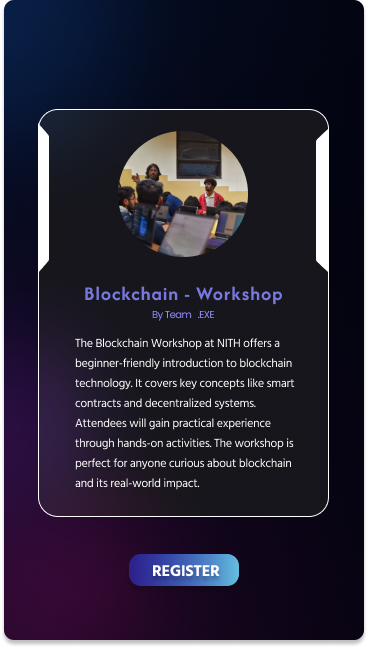 Blockchain - Workshop
By Team .EXE
The Blockchain Workshop at NITH offers a
beginner-friendly introduction to blockchain
technology. It covers key concepts like smart
contracts and decentralized systems.
Attendees will gain practical experience
through hands-on activities. The workshop is
perfect for anyone curious about blockchain
and its real-world impact.
REGISTER